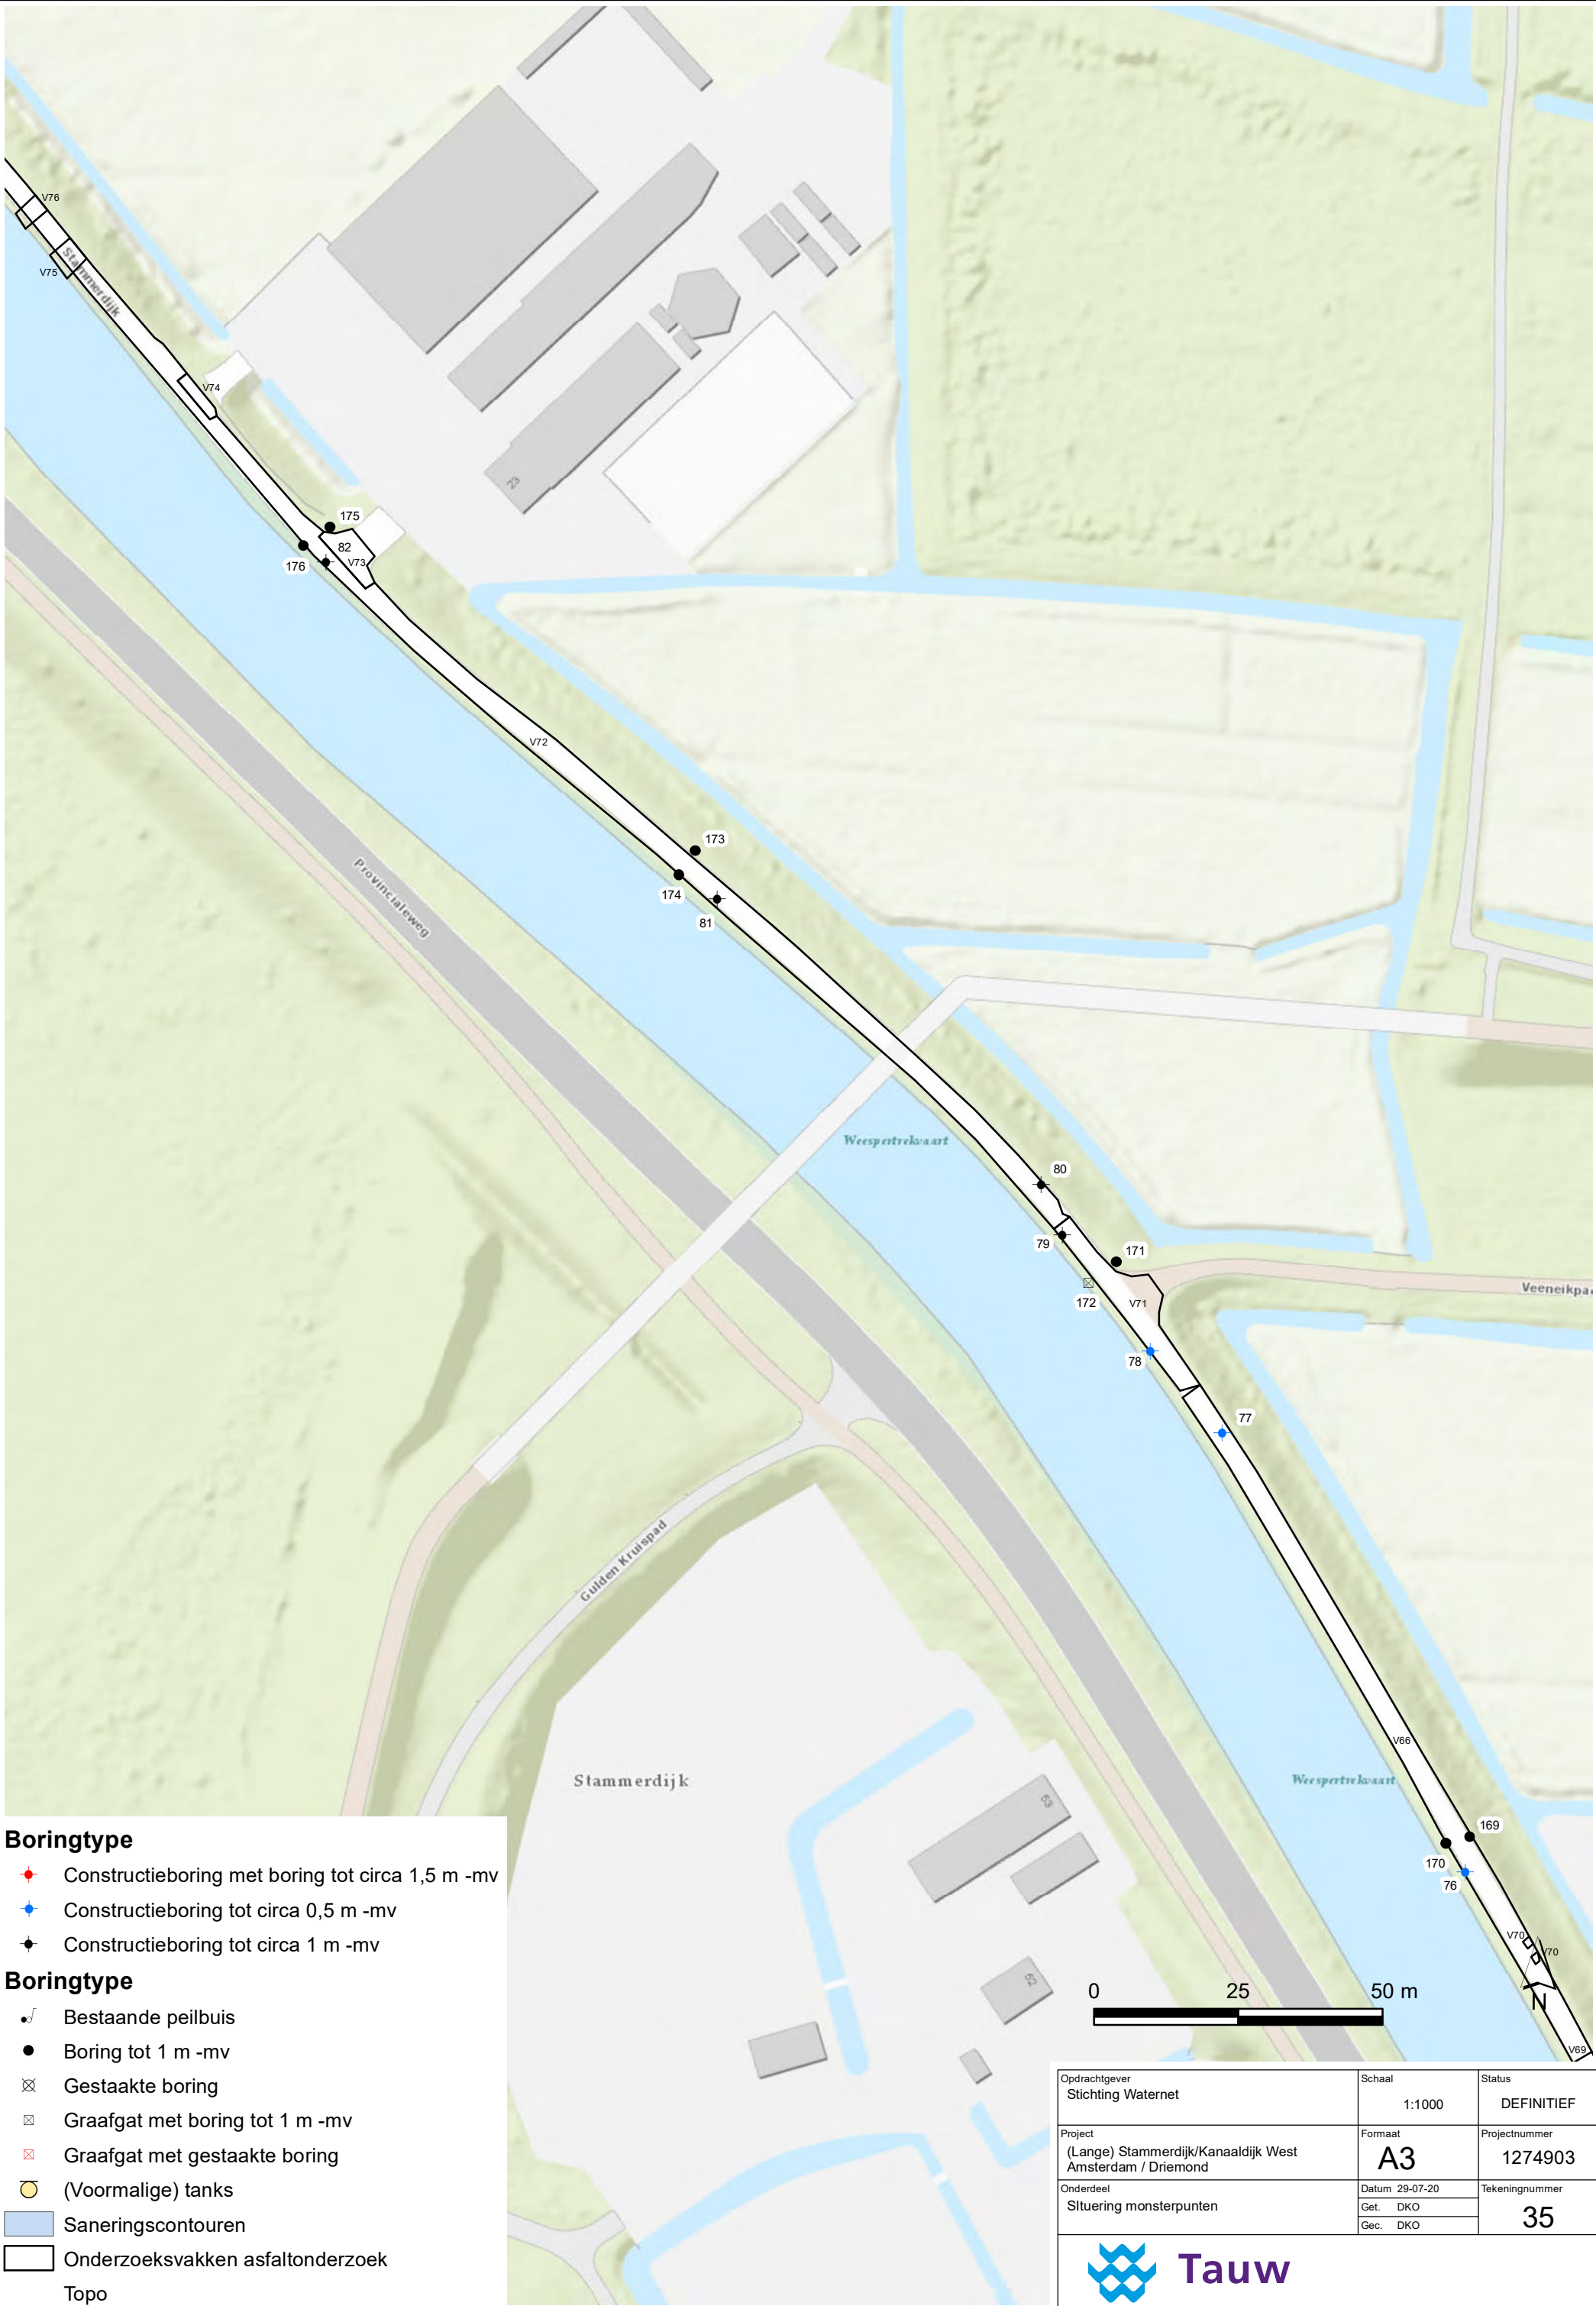 V76
Stammerdijk
V75
V74
23
175
82
V73
176
V72
173
174
81
Provincialeweg
Weespertrekvaart
80
79
171
172
V71
Veeneikpa
78
77
Gulden Kruispad
V66
Stammerdijk
Weespertrekvaart
53
169
170
76
V70
V70
52
N
V69
0 25 50 m
Boringtype
Constructieboring met boring tot circa 1,5 m -mv
Constructieboring tot circa 0,5 m -mv
Constructieboring tot circa 1 m -mv
Boringtype
Bestaande peilbuis
Boring tot 1 m -mv
Gestaakte boring
Graafgat met boring tot 1 m -mv
Graafgat met gestaakte boring
(Voormalige) tanks
Saneringscontouren
Onderzoeksvakken asfaltonderzoek
Topo
Opdrachtgever
Stichting Waternet
Schaal
1:1000
Status
DEFINITIEF
Project
(Lange) Stammerdijk/Kanaaldijk West
Amsterdam / Driemond
Formaat
A3
Projectnummer
1274903
Onderdeel
SItuering monsterpunten
Datum 29-07-20
Get. DKO
Gec. DKO
Tekeningnummer
35
Tauw